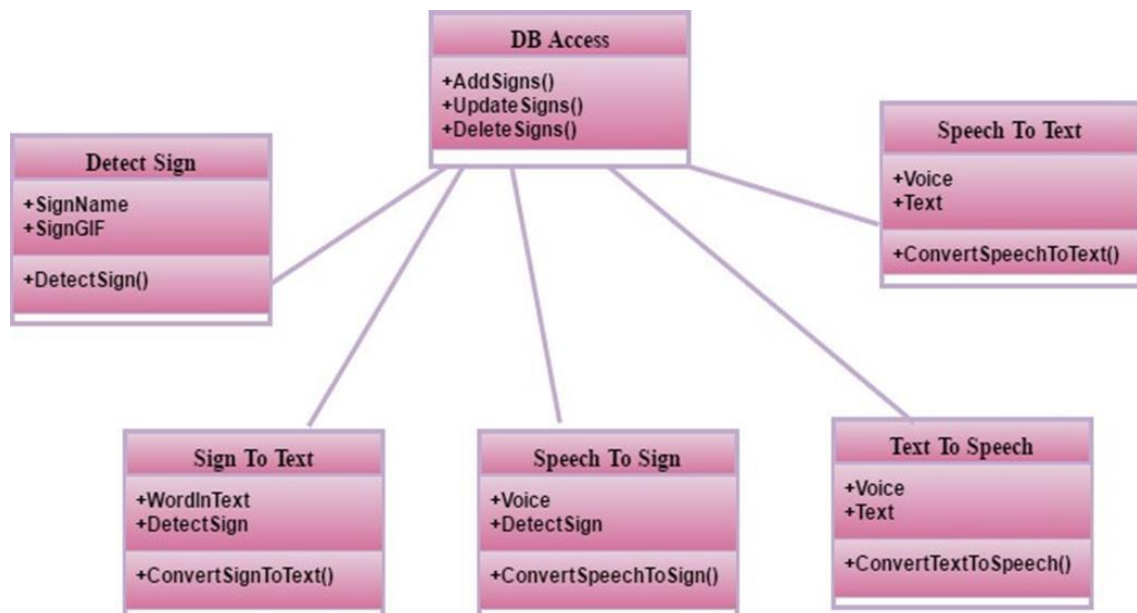 DB Access
+AddSigns()
+UpdateSigns()
+DeleteSigns()
Detect Sign
+SignName
+SignGIF
+DetectSign()
Speech To Text
+Voice
+Text
+ConvertSpeechToText()
Sign To Text
+WordInText
+DetectSign
+ConvertSignToText()
Speech To Sign
+Voice
+DetectSign
+ConvertSpeechToSign()
Text To Speech
+Voice
+Text
+ConvertTextToSpeech()